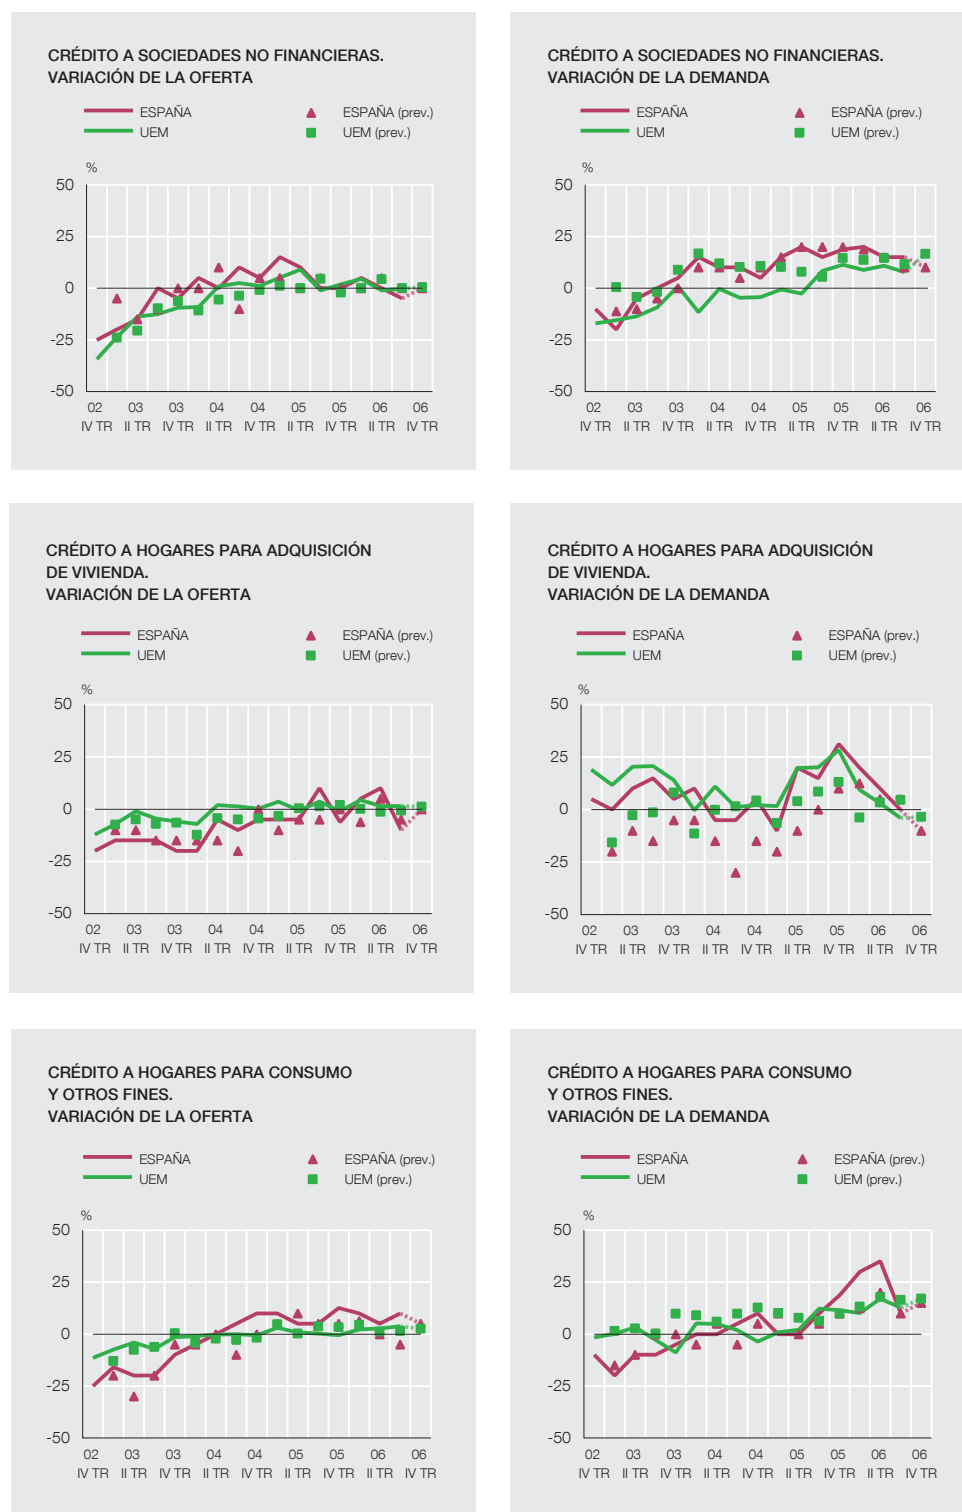 CRÉDITO A SOCIEDADES NO FINANCIERAS.
VARIACIÓN DE LA OFERTA
ESPAÑA
ESPAÑA (prev.)
UEM
UEM (prev.)
%
50
25
0
-25
-50
02 03 03 04 04 05 05 06 06
IV TR II TR IV TR II TR IV TR II TR IV TR II TR IV TR
CRÉDITO A SOCIEDADES NO FINANCIERAS.
VARIACIÓN DE LA DEMANDA
ESPAÑA
ESPAÑA (prev.)
UEM
UEM (prev.)
%
50
25
0
-25
-50
02 03 03 04 04 05 05 06 06
IV TR II TR IV TR II TR IV TR II TR IV TR II TR IV TR
CRÉDITO A HOGARES PARA ADQUISICIÓN
DE VIVIENDA.
VARIACIÓN DE LA OFERTA
ESPAÑA
ESPAÑA (prev.)
UEM
UEM (prev.)
%
50
25
0
-25
-50
02 03 03 04 04 05 05 06 06
IV TR II TR IV TR II TR IV TR II TR IV TR II TR IV TR
CRÉDITO A HOGARES PARA ADQUISICIÓN
DE VIVIENDA.
VARIACIÓN DE LA DEMANDA
ESPAÑA
ESPAÑA (prev.)
UEM
UEM (prev.)
%
50
25
0
-25
-50
02 03 03 04 04 05 05 06 06
IV TR II TR IV TR II TR IV TR II TR IV TR II TR IV TR
CRÉDITO A HOGARES PARA CONSUMO
Y OTROS FINES.
VARIACIÓN DE LA OFERTA
ESPAÑA
ESPAÑA (prev.)
UEM
UEM (prev.)
%
50
25
0
-25
-50
02 03 03 04 04 05 05 06 06
IV TR II TR IV TR II TR IV TR II TR IV TR II TR IV TR
CRÉDITO A HOGARES PARA CONSUMO
Y OTROS FINES.
VARIACIÓN DE LA DEMANDA
ESPAÑA
ESPAÑA (prev.)
UEM
UEM (prev.)
%
50
25
0
-25
-50
02 03 03 04 04 05 05 06 06
IV TR II TR IV TR II TR IV TR II TR IV TR II TR IV TR